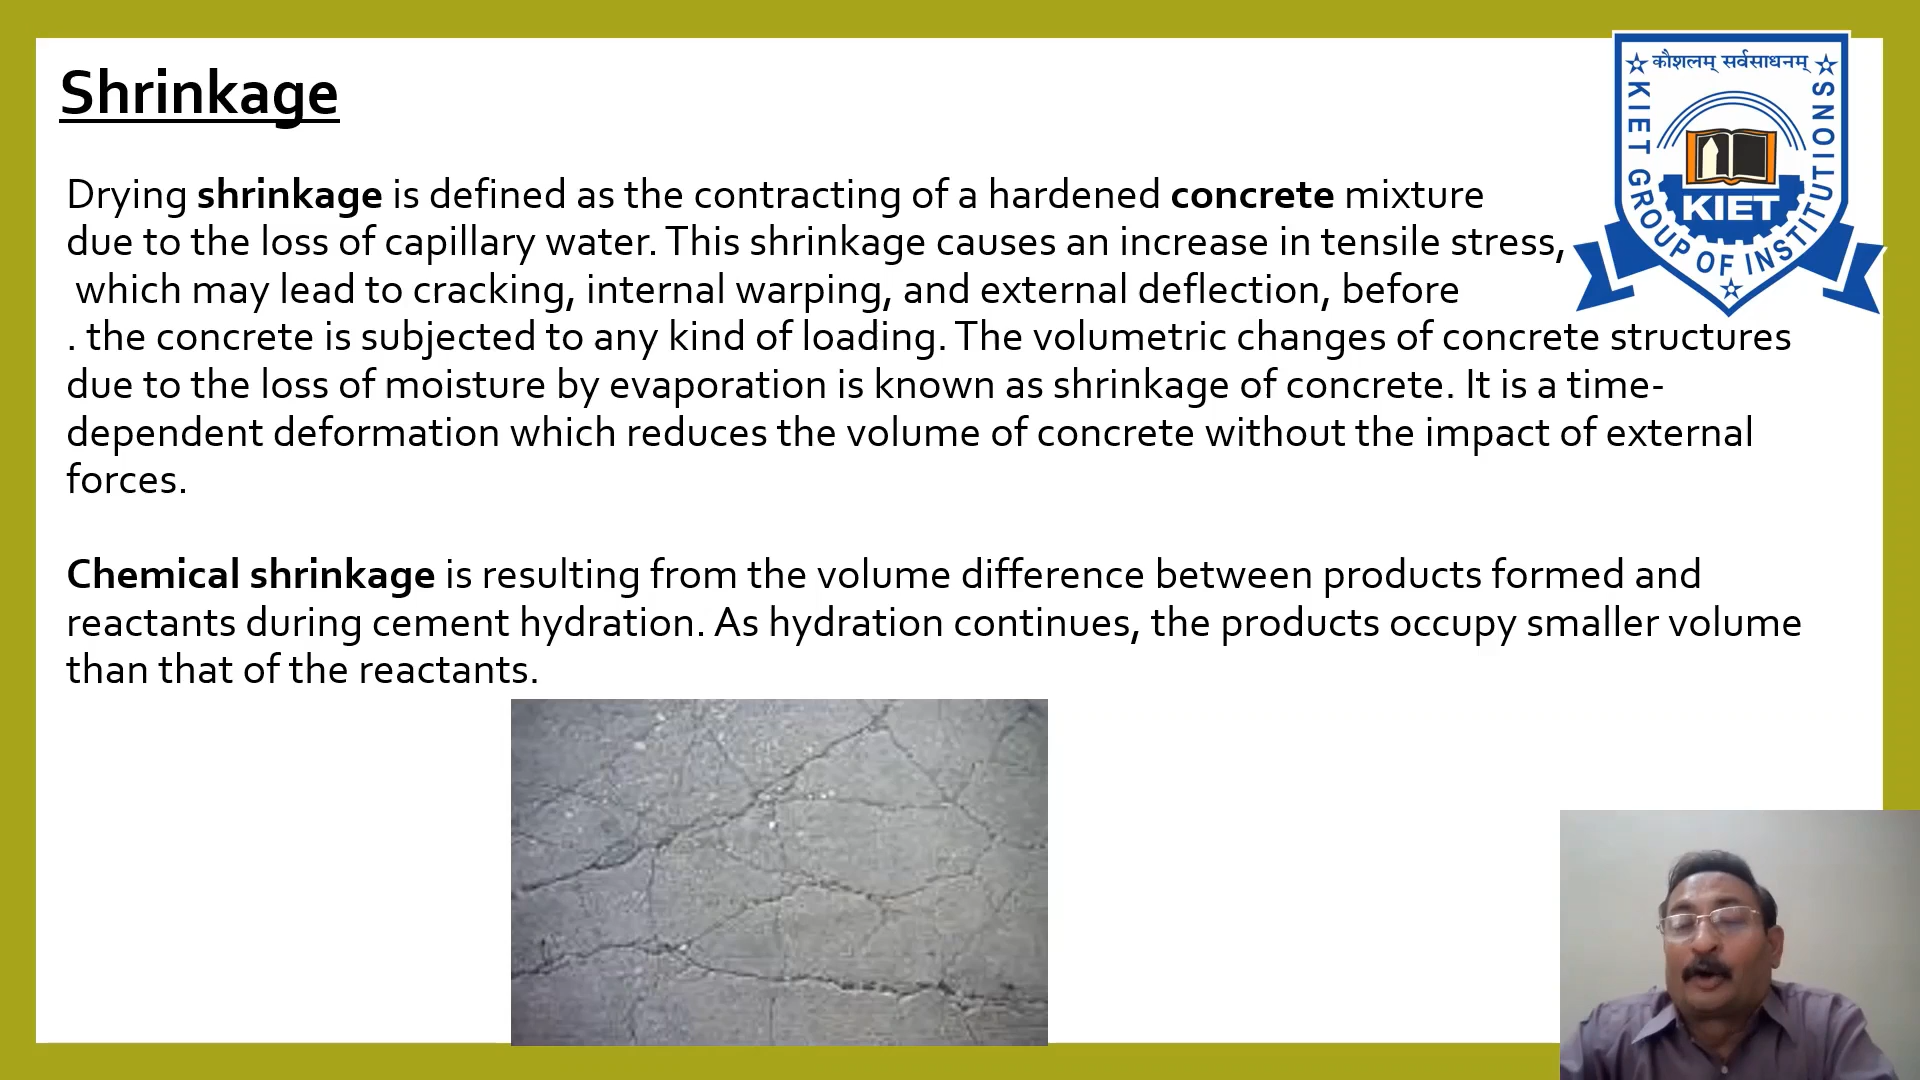 Shrinkage
Drying shrinkage is defined as the contracting of a hardened concrete mixture
due to the loss of capillary water. This shrinkage causes an increase in tensile stress,
which may lead to cracking, internal warping, and external deflection, before
. the concrete is subjected to any kind of loading. The volumetric changes of concrete structures
due to the loss of moisture by evaporation is known as shrinkage of concrete. It is a time-
dependent deformation which reduces the volume of concrete without the impact of external
forces.
Chemical shrinkage is resulting from the volume difference between products formed and
reactants during cement hydration. As hydration continues, the products occupy smaller volume
than that of the reactants.
कौशलम् सर्वसाधनम्
KIET GROUP OF INSTITUTIONS
KIET